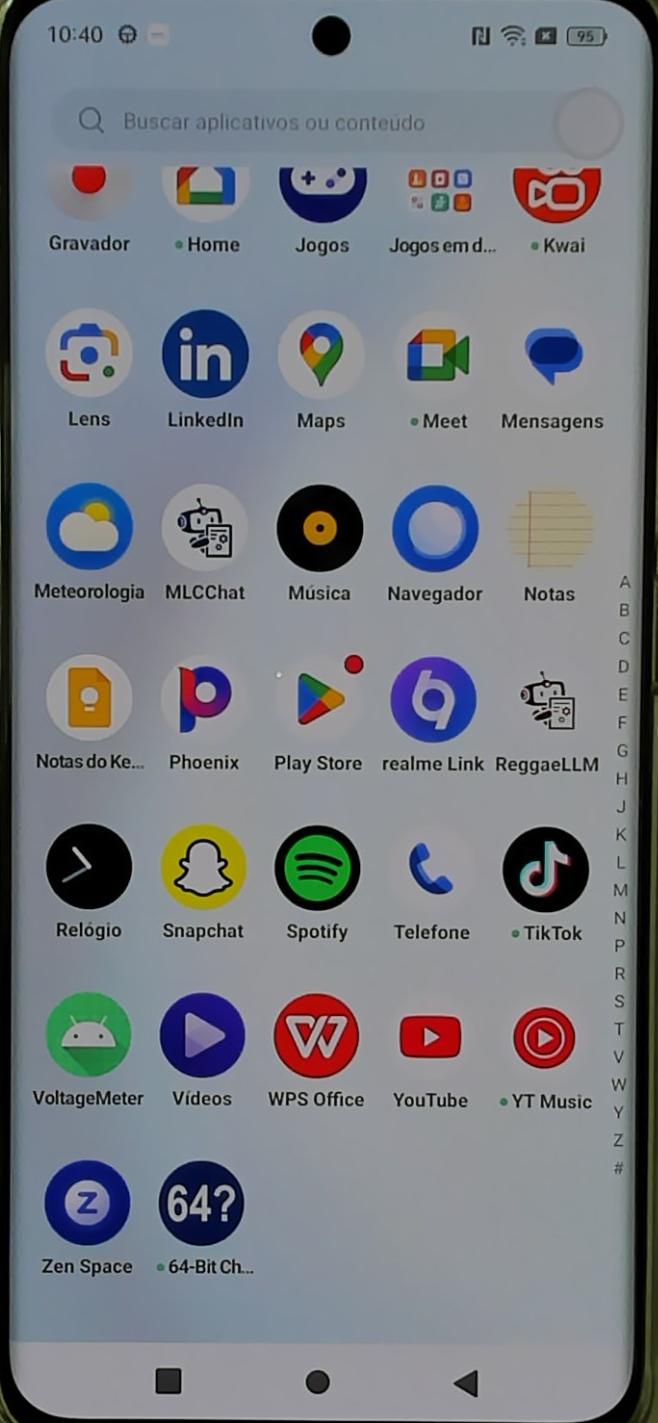 10:40
95
Buscar aplicativos ou conteúdo
Gravador Home Jogos Jogos em d... Kwai
in
Lens LinkedIn Maps Meet Mensagens
Meteorologia MLCChat Música Navegador Notas
Notas do Ke... Phoenix Play Store realme Link ReggaeLLM
Relógio Snapchat Spotify Telefone TikTok
W
VoltageMeter Vídeos WPS Office YouTube YT Music
Z 64?
Zen Space 64-Bit Ch...
A
B
C
D
E
F
G
H
J
K
L
M
N
P
R
S
T
V
W
Y
Z
#